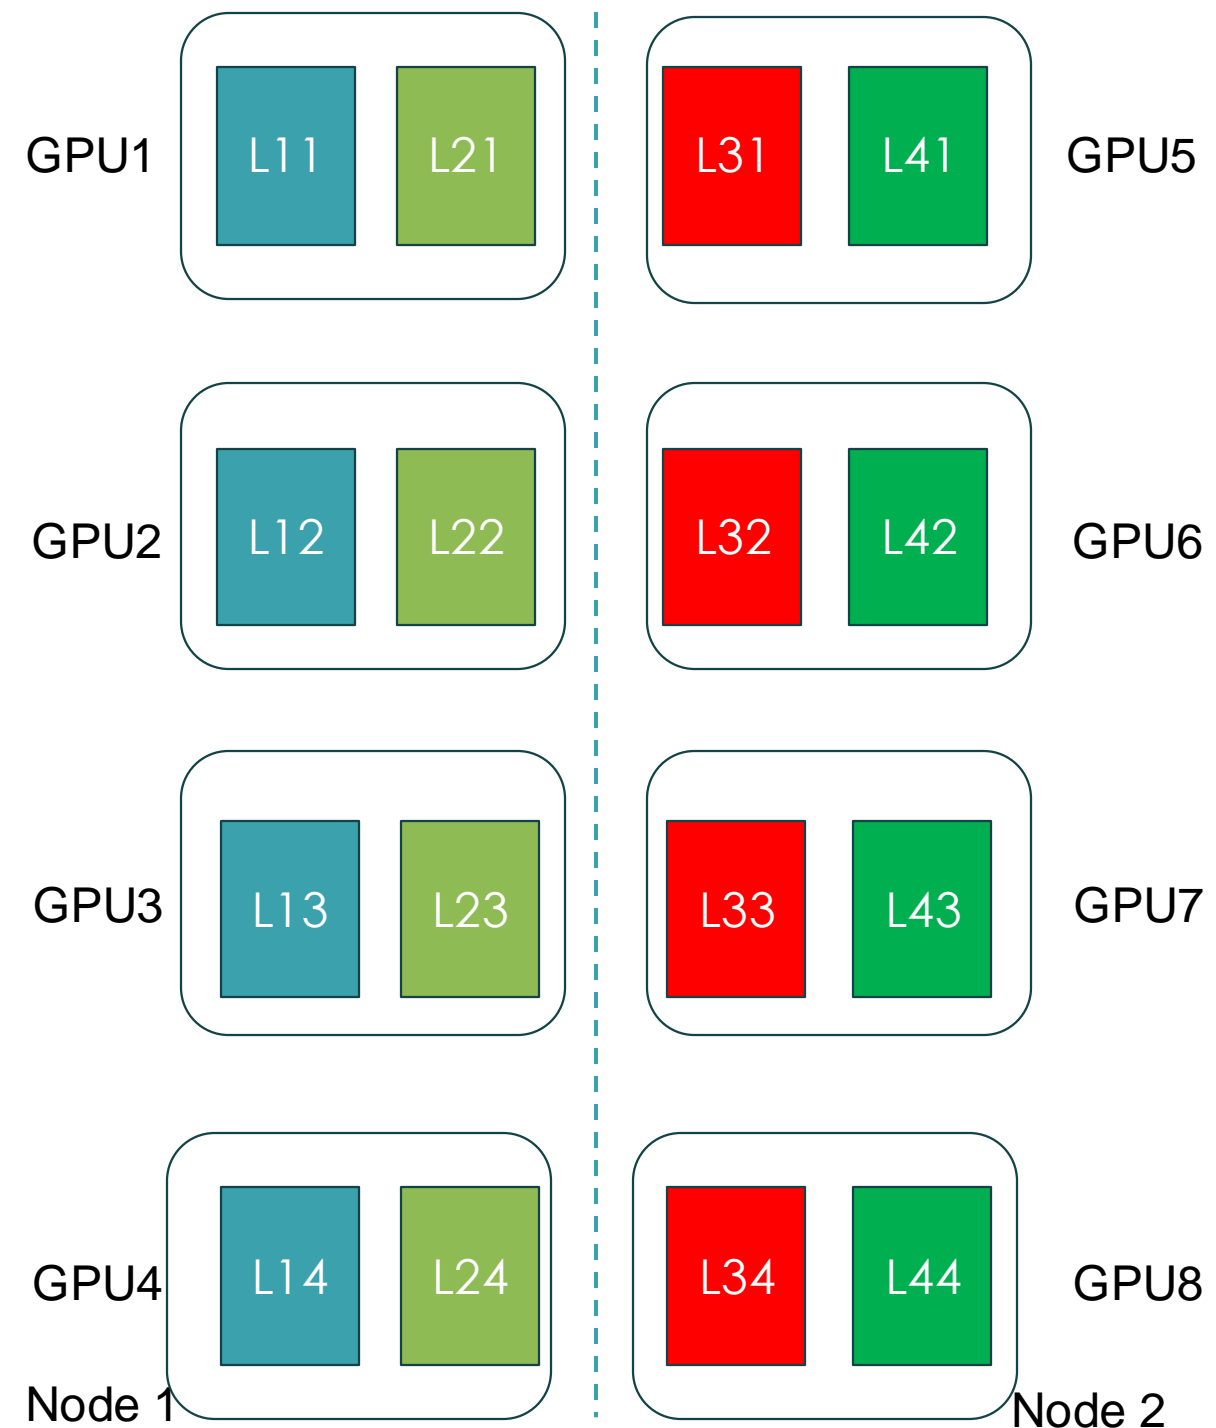 GPU1 L11 L21 L31 L41 GPU5
GPU2 L12 L22 L32 L42 GPU6
GPU3 L13 L23 L33 L43 GPU7
GPU4 L14 L24 L34 L44 GPU8
Node 1 Node 2